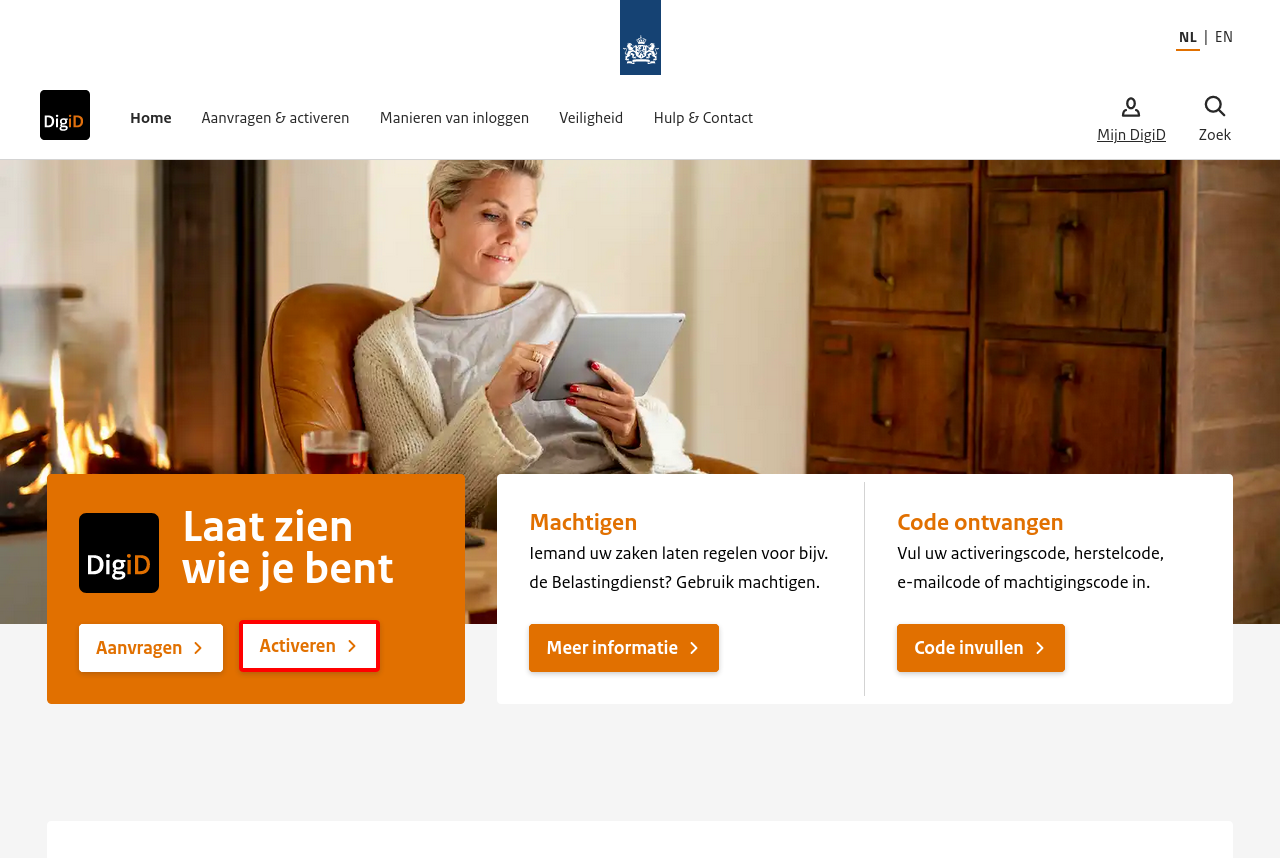 NL | EN
DigiD
Home
Aanvragen & activeren
Manieren van inloggen
Veiligheid
Hulp & Contact
Mijn DigiD
Zoek
DigiD
Laat zien
wie je bent
Aanvragen
Activeren
Machtigen
Iemand uw zaken laten regelen voor bijv.
de Belastingdienst? Gebruik machtigen.
Meer informatie
Code ontvangen
Vul uw activeringscode, herstelcode,
e-mailcode of machtigingscode in.
Code invullen